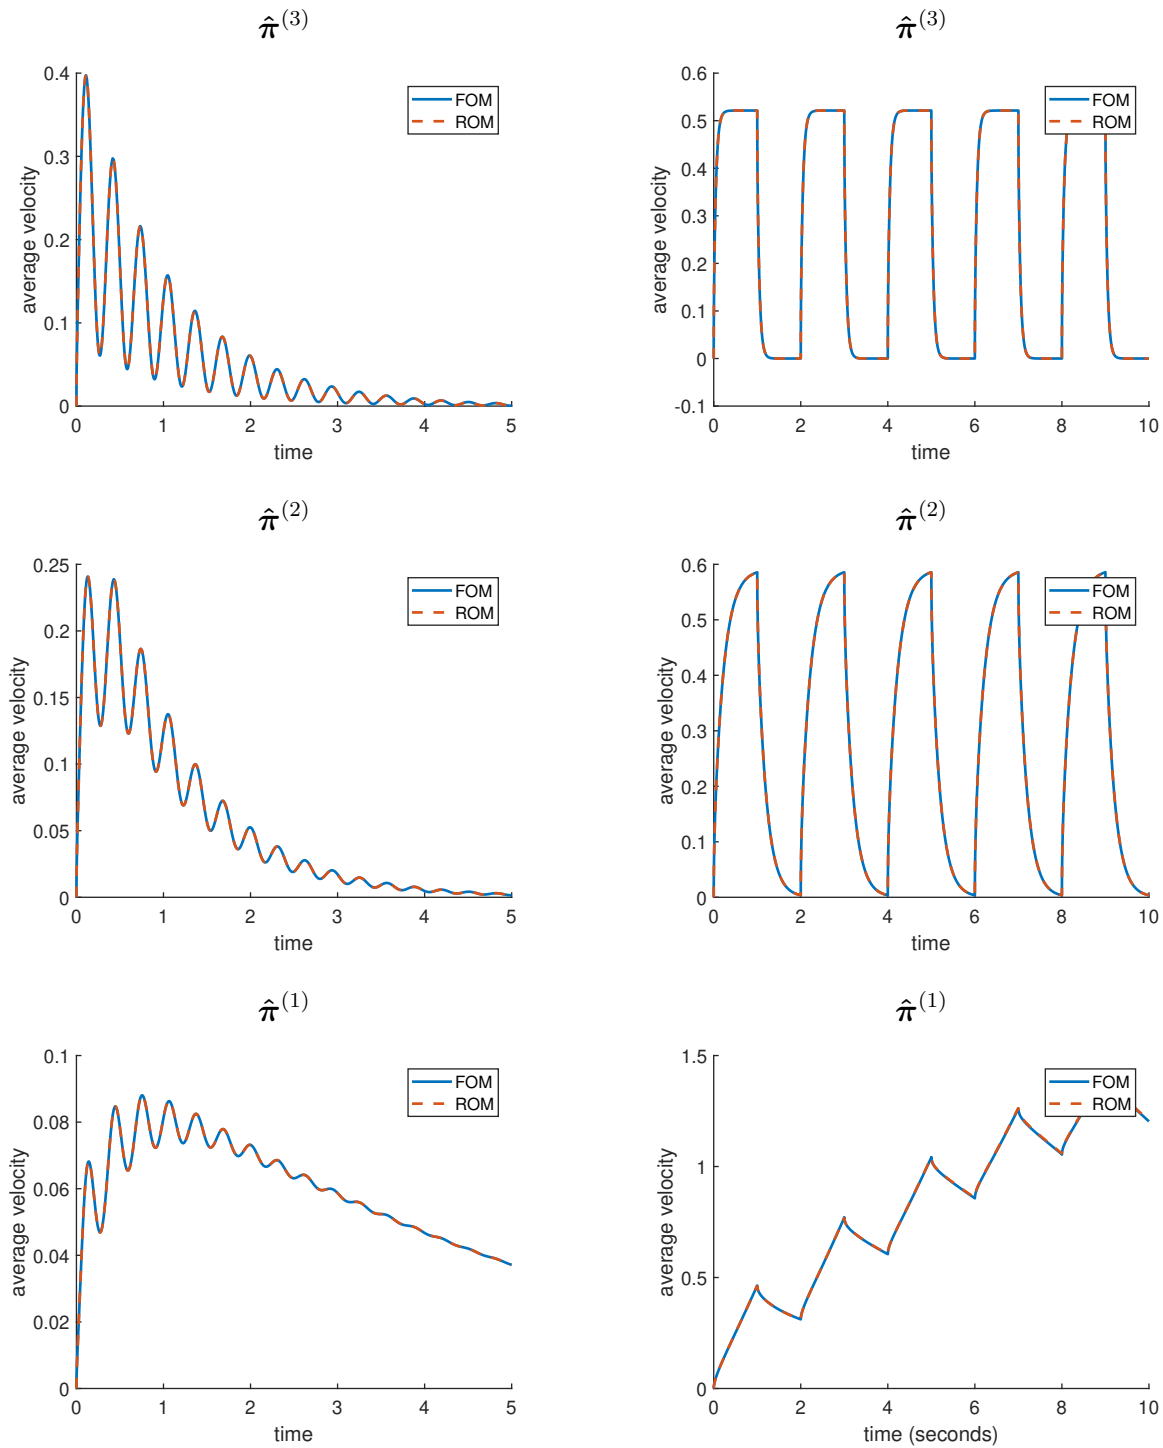 π̂⁽³⁾
0.4
0.3
0.2
0.1
0
average velocity
FOM
ROM
0 1 2 3 4 5
time
π̂⁽³⁾
0.6
0.5
0.4
0.3
0.2
0.1
0
-0.1
average velocity
FOM
ROM
0 2 4 6 8 10
time
π̂⁽²⁾
0.25
0.2
0.15
0.1
0.05
0
average velocity
FOM
ROM
0 1 2 3 4 5
time
π̂⁽²⁾
0.6
0.5
0.4
0.3
0.2
0.1
0
average velocity
FOM
ROM
0 2 4 6 8 10
time
π̂⁽¹⁾
0.1
0.08
0.06
0.04
0.02
0
average velocity
FOM
ROM
0 1 2 3 4 5
time
π̂⁽¹⁾
1.5
1
0.5
0
average velocity
FOM
ROM
0 2 4 6 8 10
time (seconds)